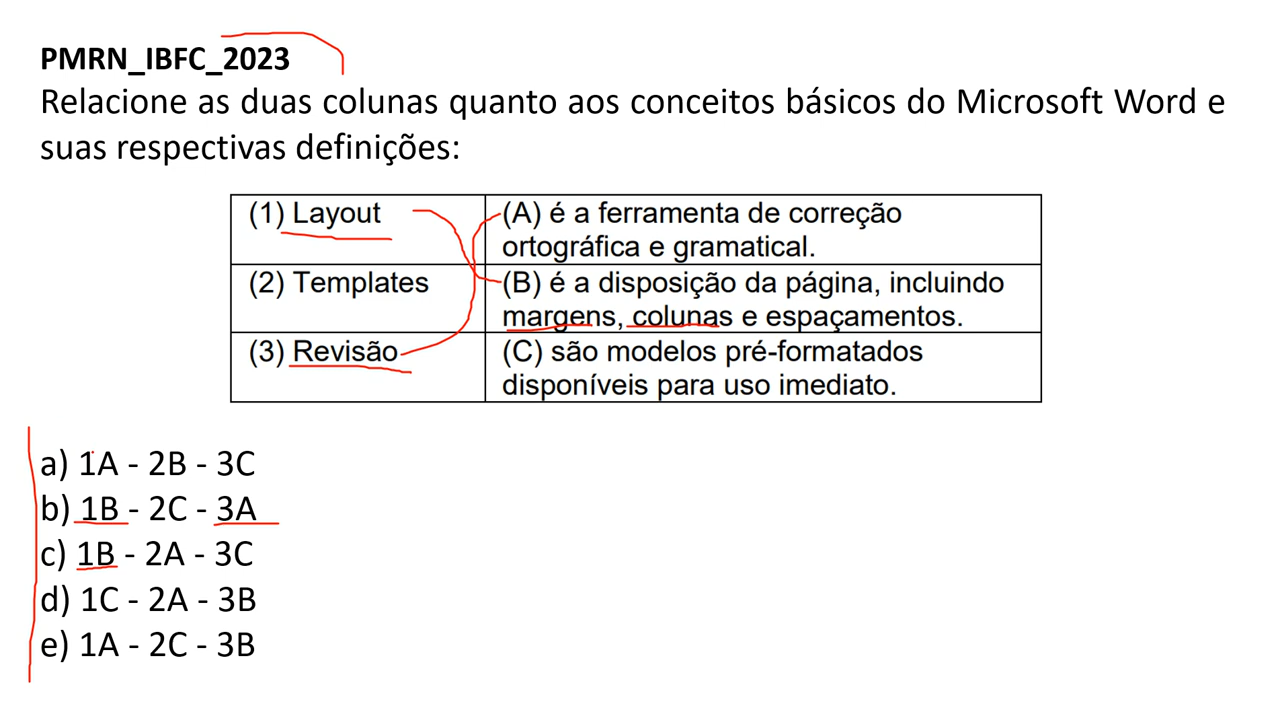 PMRN_IBFC_2023
Relacione as duas colunas quanto aos conceitos básicos do Microsoft Word e
suas respectivas definições:
(1) Layout
(A) é a ferramenta de correção
ortográfica e gramatical.
(2) Templates
(B) é a disposição da página, incluindo
margens, colunas e espaçamentos.
(3) Revisão
(C) são modelos pré-formatados
disponíveis para uso imediato.
a) 1A - 2B - 3C
b) 1B - 2C - 3A
c) 1B - 2A - 3C
d) 1C - 2A - 3B
e) 1A - 2C - 3B